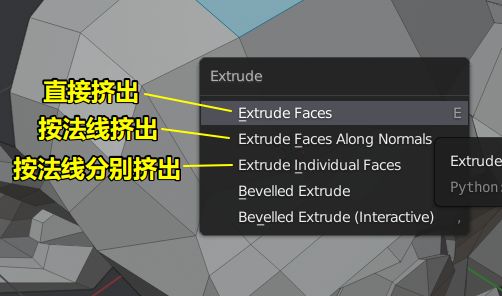 Extrude
直接挤出
Extrude Faces E
按法线挤出
Extrude Faces Along Normals
按法线分别挤出
Extrude Individual Faces
Extrude
Bevelled Extrude
Python:
Bevelled Extrude (Interactive) ,